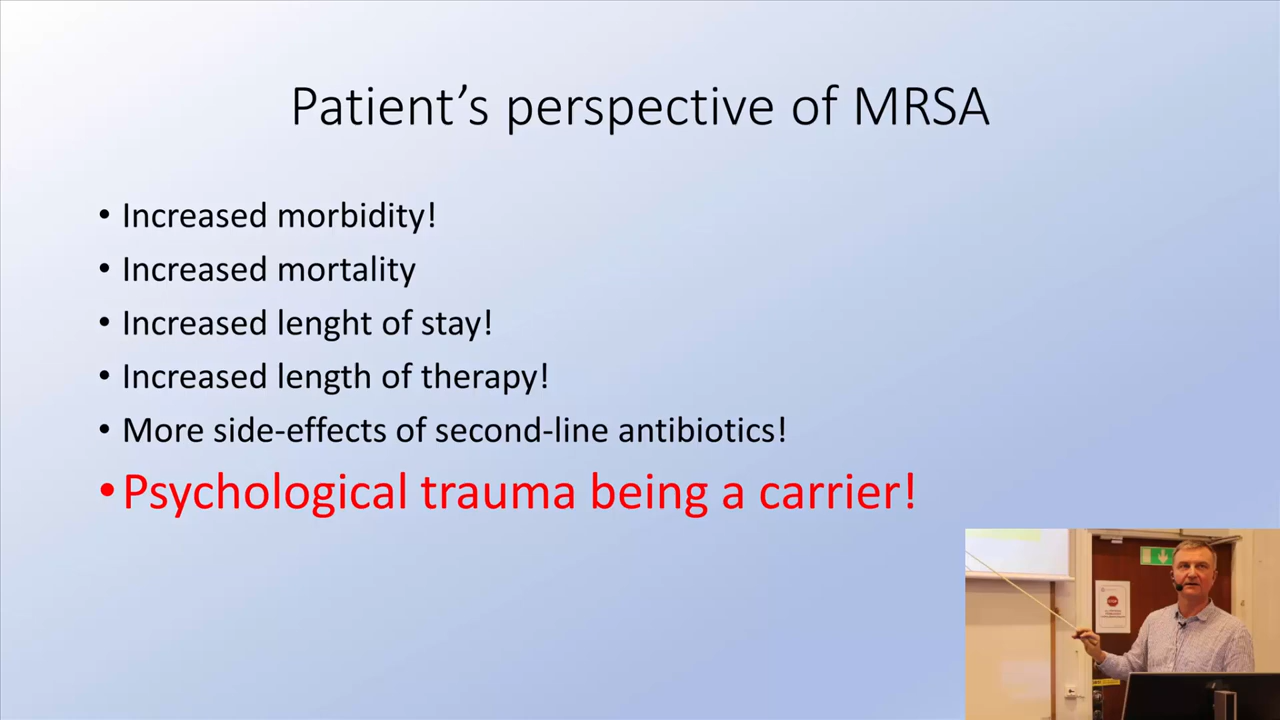 Patient's perspective of MRSA
• Increased morbidity!
• Increased mortality
• Increased lenght of stay!
• Increased length of therapy!
• More side-effects of second-line antibiotics!
• Psychological trauma being a carrier!
STOP